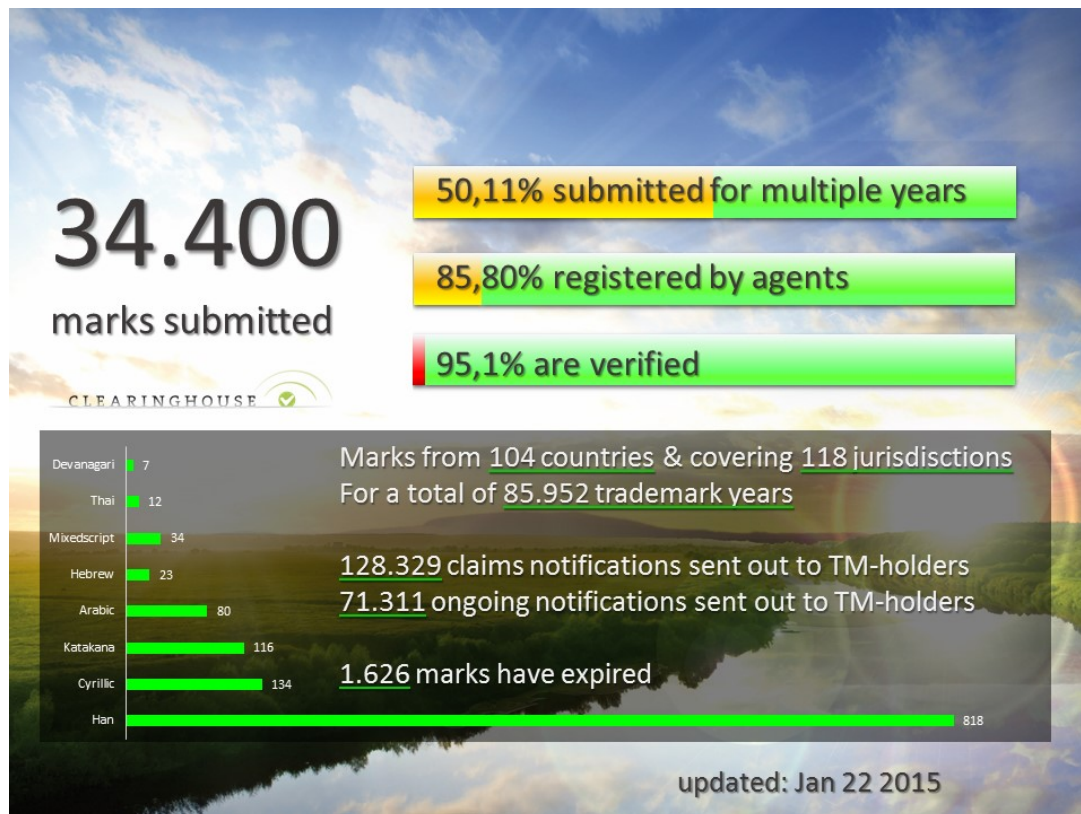 34.400
marks submitted
CLEARINGHOUSE
50,11% submitted for multiple years
85,80% registered by agents
95,1% are verified
Devanagari 7
Thai 12
Mixedscript 34
Hebrew 23
Arabic 80
Katakana 116
Cyrillic 134
Han 818
Marks from 104 countries & covering 118 jurisdisctions
For a total of 85.952 trademark years
128.329 claims notifications sent out to TM-holders
71.311 ongoing notifications sent out to TM-holders
1.626 marks have expired
updated: Jan 22 2015